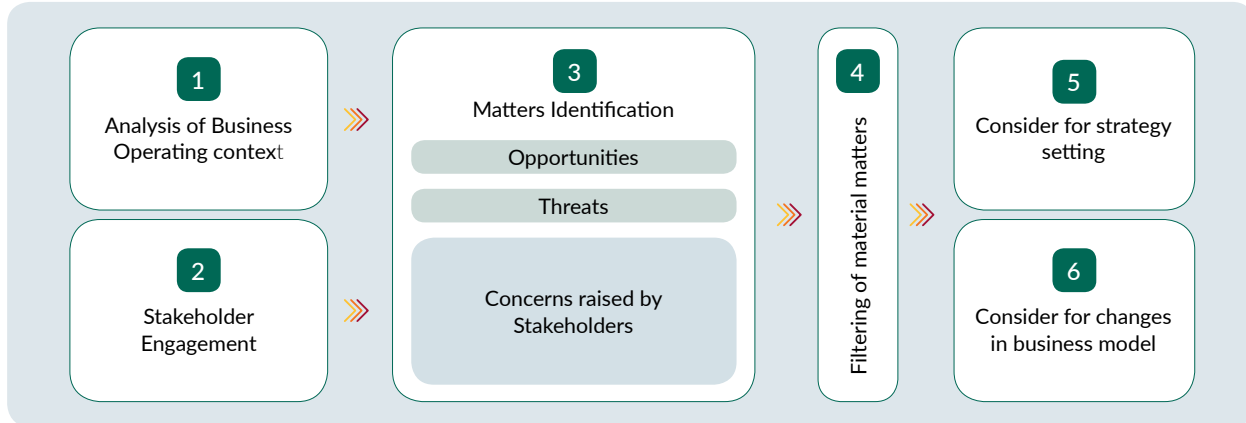 1
Analysis of Business
Operating context
2
Stakeholder
Engagement
3
Matters Identification
Opportunities
Threats
Concerns raised by
Stakeholders
4
Filtering of material matters
5
Consider for strategy
setting
6
Consider for changes
in business model